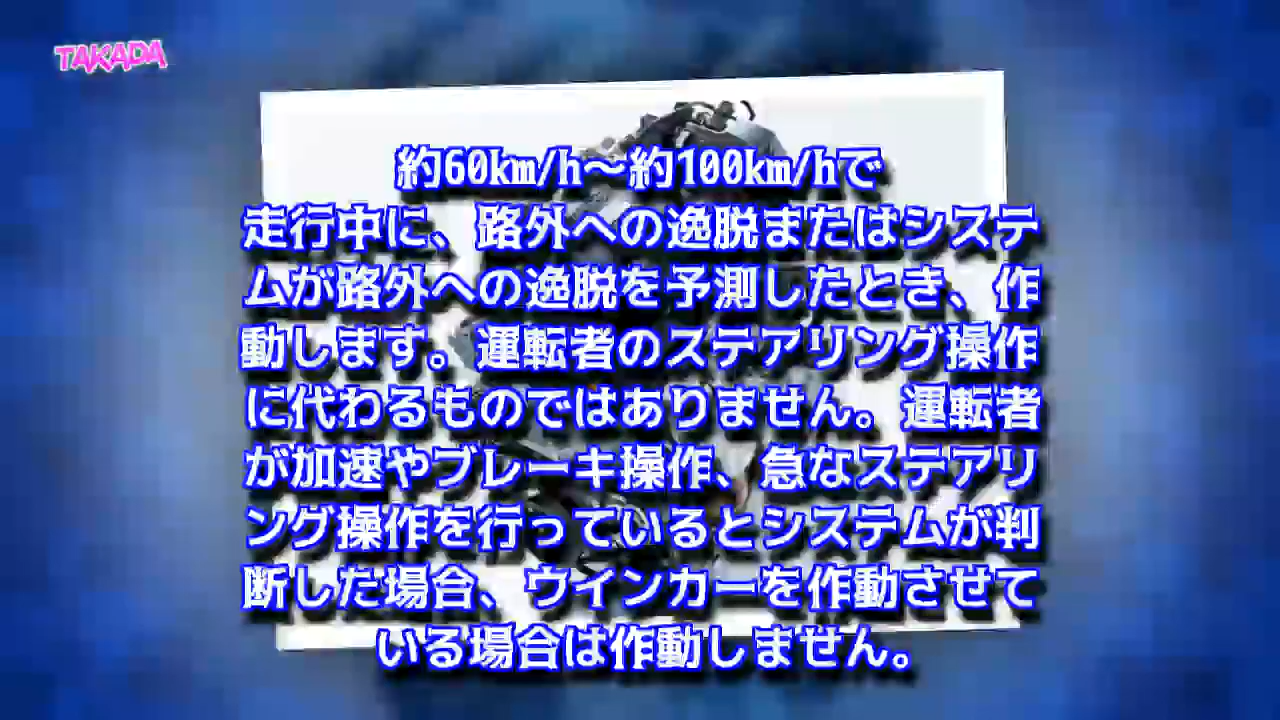 TAKADA
約60km/h～約100km/hで
走行中に、路外への逸脱またはシステ
ムが路外への逸脱を予測したとき、作
動します。運転者のステアリング操作
に代わるものではありません。運転者
が加速やブレーキ操作、急なステアリ
ング操作を行っているとシステムが判
断した場合、ウインカーを作動させて
いる場合は作動しません。